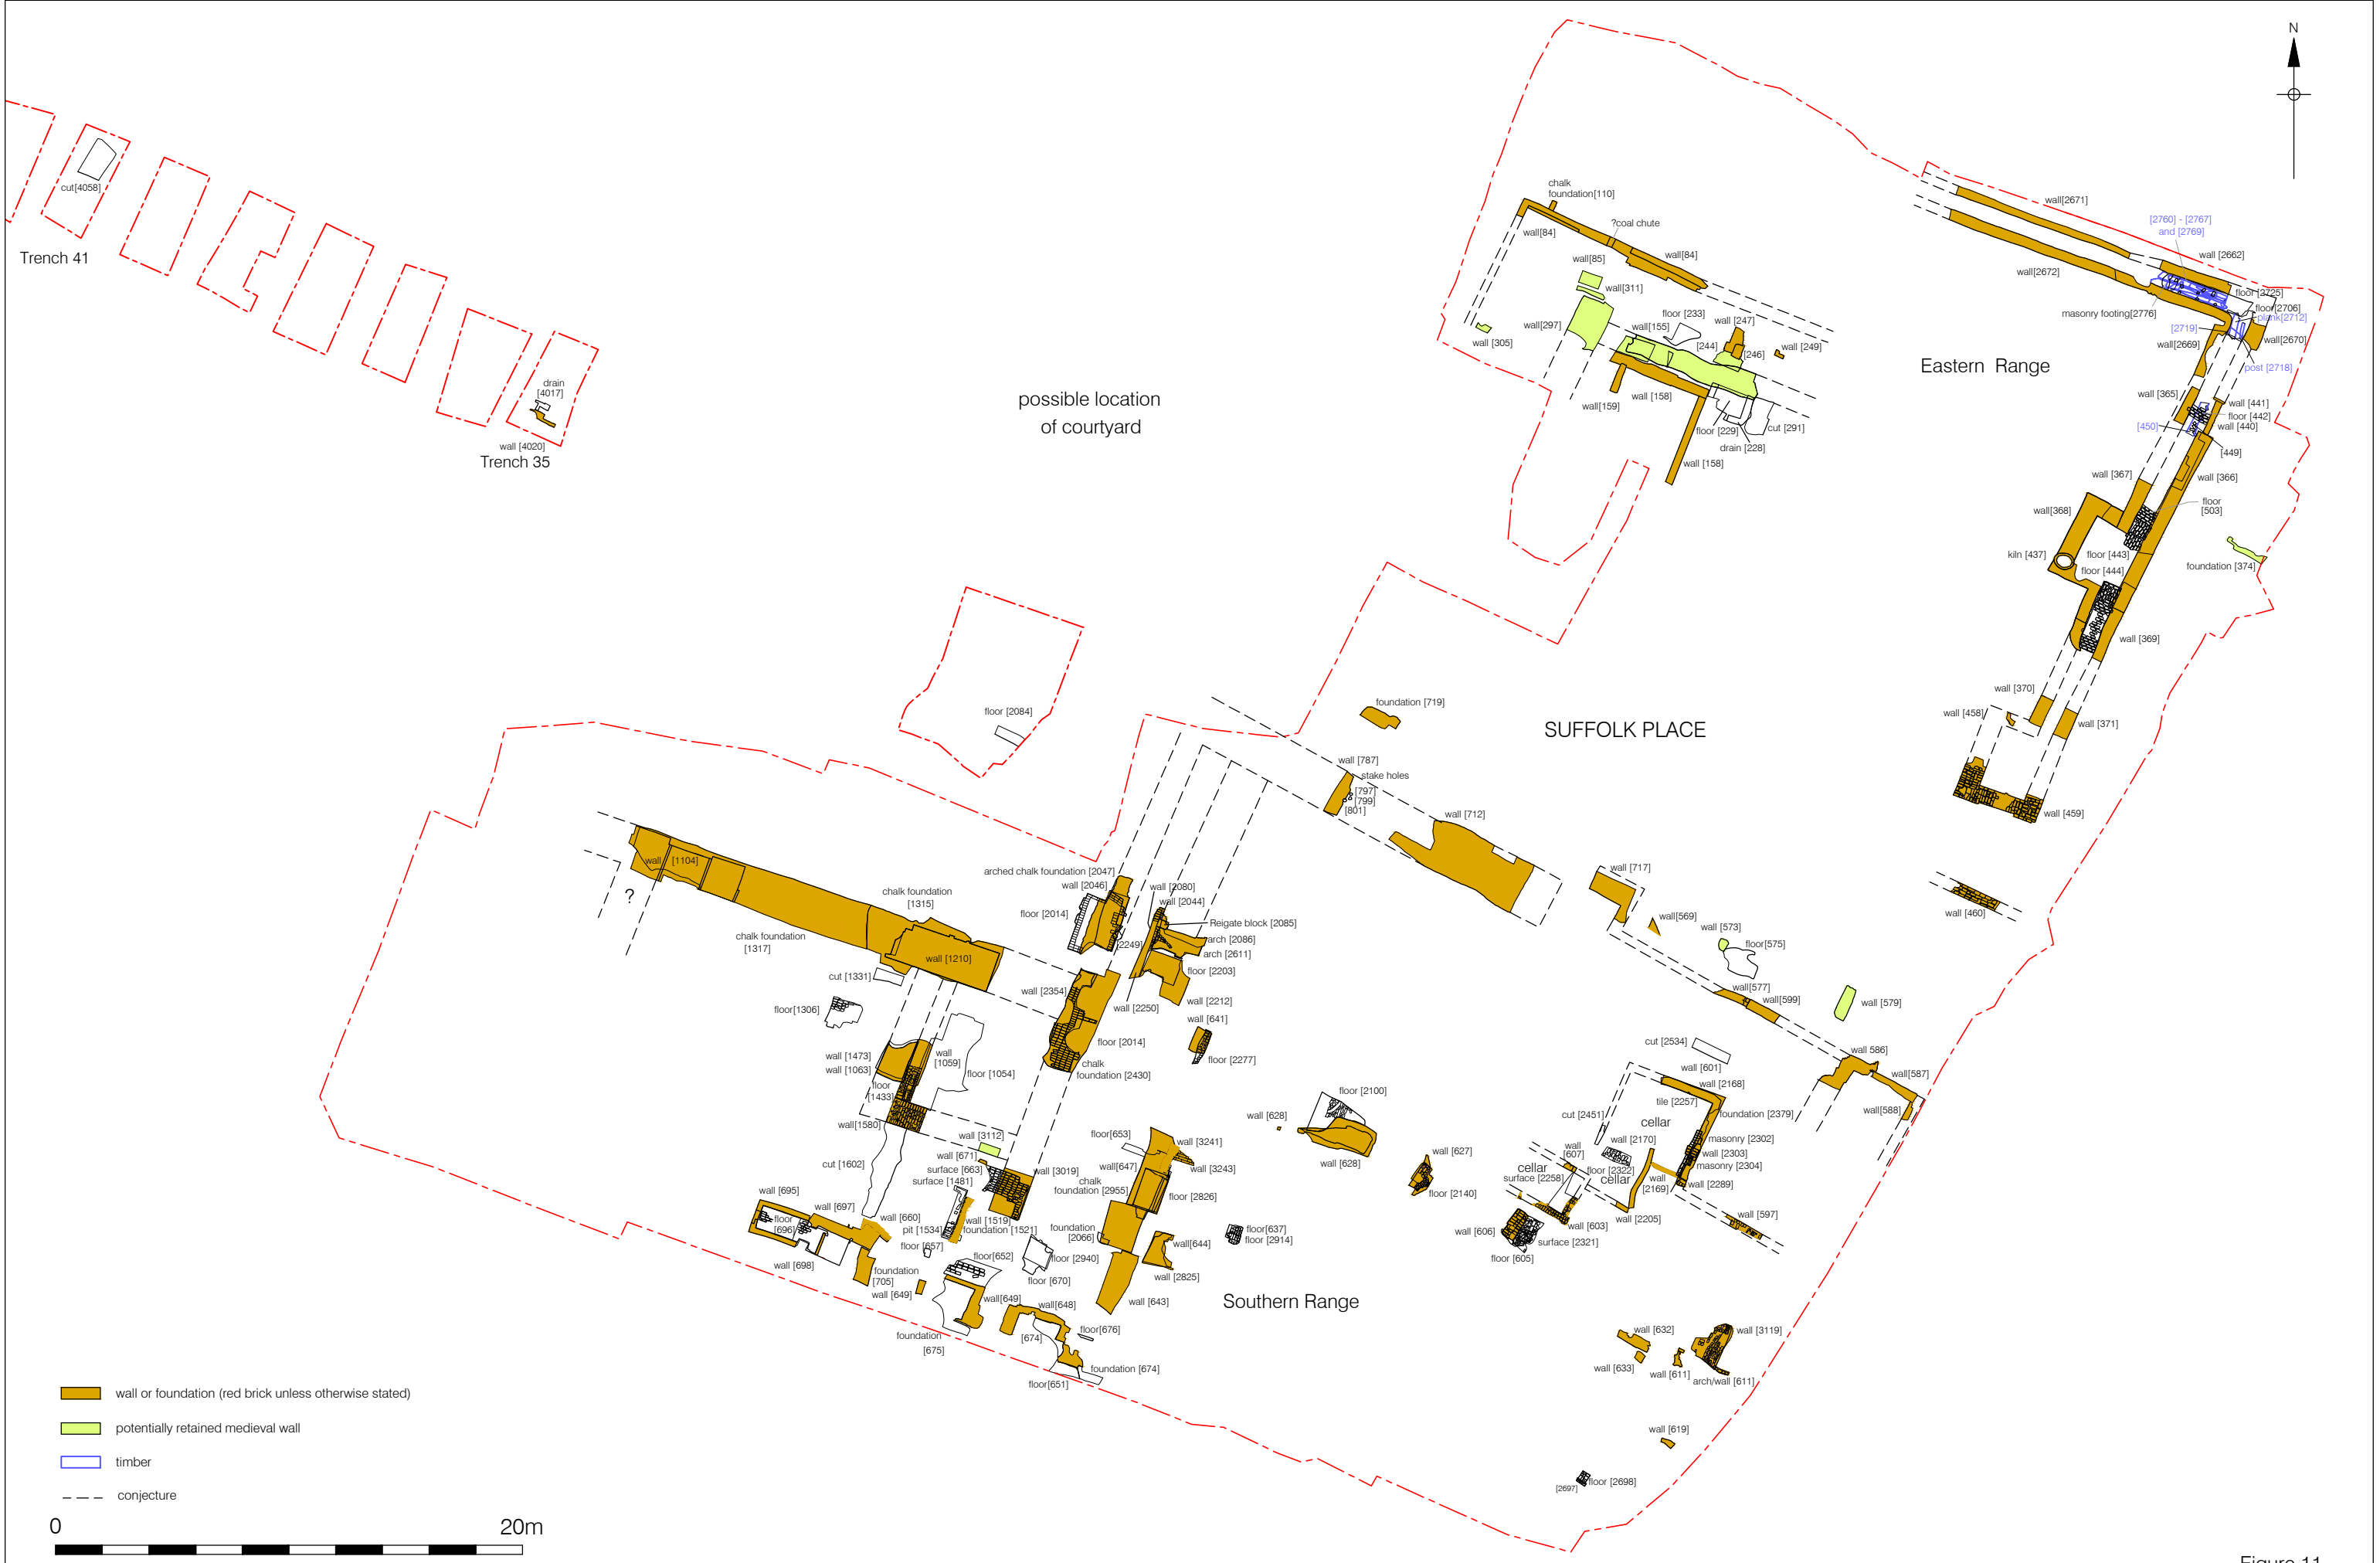 N
cut[4058]
Trench 41
drain
[4017]
wall [4020]
Trench 35
possible location
of courtyard
chalk
foundation[110]
?coal chute
wall[84]
wall[84]
wall[85]
wall[311]
wall[297]
wall [305]
floor [233]
wall[155]
wall [247]
[244]
[246]
wall [249]
wall[159]
wall [158]
floor [229]
cut [291]
drain [228]
wall [158]
wall[2671]
[2760] - [2767]
and [2769]
wall [2662]
wall[2672]
floor [2725]
floor[2706]
plank[2712]
masonry footing[2776]
[2719]
wall[2669]
wall[2670]
post [2718]
Eastern Range
wall [365]
wall [441]
floor [442]
wall [440]
[450]
[449]
wall [367]
wall [366]
floor
[503]
wall[368]
kiln [437]
floor [443]
floor [444]
foundation [374]
wall [369]
wall [370]
wall [458]
wall [371]
wall [459]
wall [460]
floor [2084]
foundation [719]
SUFFOLK PLACE
wall [787]
stake holes
[797]
[799]
[801]
wall [712]
wall [717]
wall[569]
wall [573]
floor[575]
wall[577]
wall[599]
wall [579]
wall 586]
wall[587]
wall[588]
wall [1104]
?
chalk foundation
[1315]
chalk foundation
[1317]
wall [1210]
arched chalk foundation [2047]
wall [2046]
floor [2014]
wall [2080]
wall [2044]
Reigate block [2085]
[2249]
arch [2086]
arch [2611]
floor [2203]
wall [2212]
wall [2250]
wall [2354]
cut [1331]
floor[1306]
wall [641]
floor [2014]
floor [2277]
chalk
foundation [2430]
wall [1473]
wall [1063]
wall
[1059]
floor [1054]
floor
[1433]
wall[1580]
cut [1602]
wall [3112]
wall [671]
surface [663]
surface [1481]
wall [3019]
wall [695]
wall [697]
floor
[696]
wall [660]
wall [698]
pit [1534]
wall [1519]
foundation [1521]
floor [657]
floor[652]
floor [2940]
floor [670]
foundation
[705]
wall [649]
wall[649]
wall[648]
foundation
[675]
[674]
floor[676]
foundation [674]
floor[651]
floor[653]
wall [3241]
wall[647]
wall [3243]
chalk
foundation [2955]
floor [2826]
foundation
[2066]
wall[644]
wall [2825]
wall [643]
floor[637]
floor [2914]
Southern Range
floor [2100]
wall [628]
wall [628]
wall [627]
floor [2140]
cut [2534]
wall [601]
wall [2168]
tile [2257]
foundation [2379]
cut [2451]
cellar
wall [2170]
masonry [2302]
wall [2303]
masonry [2304]
wall
[607]
cellar
surface [2258]
floor [2322]
cellar
wall
[2169]
wall [2289]
wall [2205]
wall [603]
wall [606]
surface [2321]
floor [605]
wall [597]
wall [632]
wall [3119]
wall [633]
wall [611]
arch/wall [611]
wall [619]
floor [2698]
[2697]
wall or foundation (red brick unless otherwise stated)
potentially retained medieval wall
timber
conjecture
0 20m
Figure 11